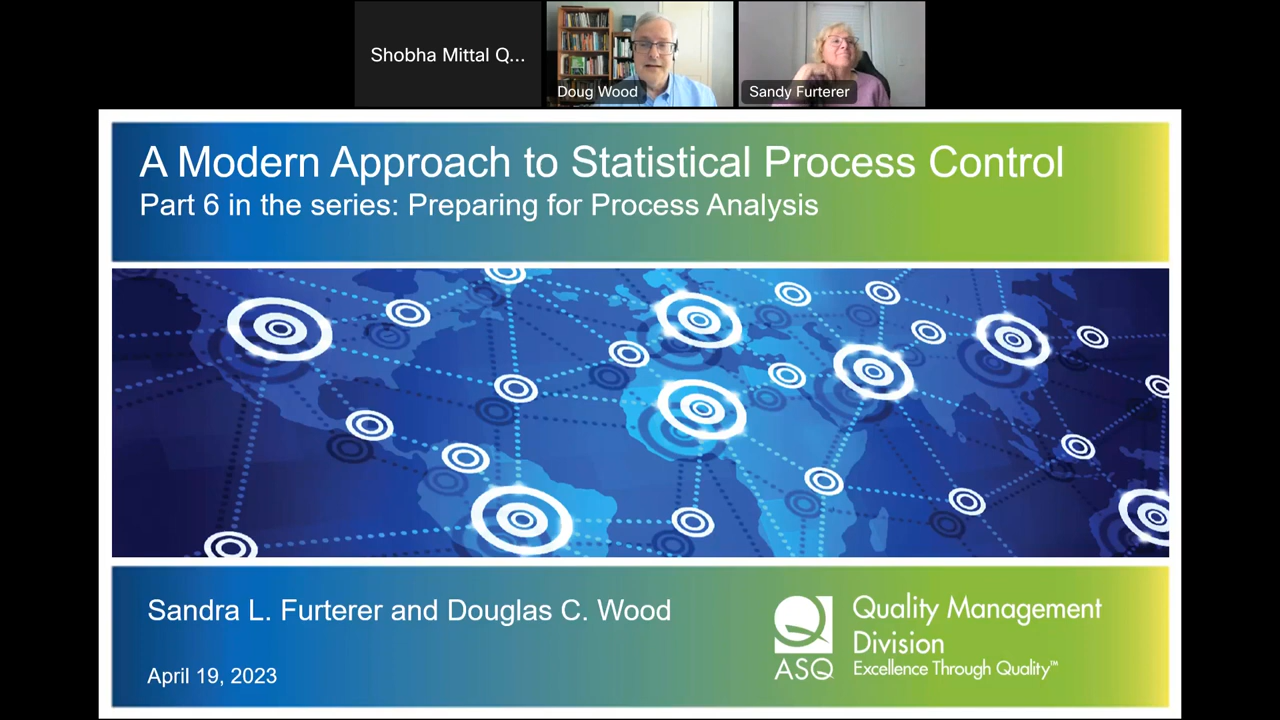 Shobha Mittal Q...
Doug Wood
Sandy Furterer
A Modern Approach to Statistical Process Control
Part 6 in the series: Preparing for Process Analysis
Sandra L. Furterer and Douglas C. Wood
April 19, 2023
ASQ
Quality Management
Division
Excellence Through Quality™